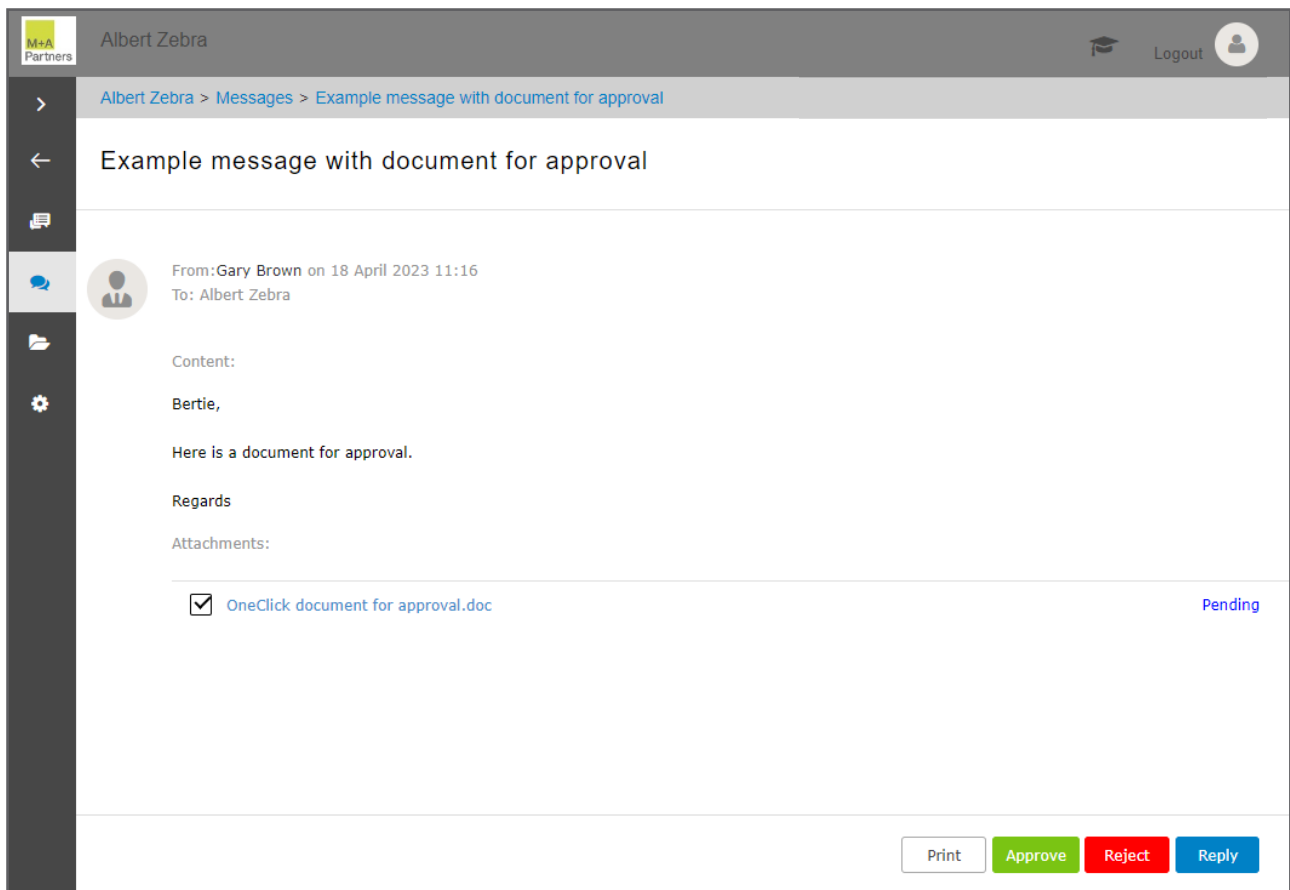 M+A
Partners
Albert Zebra
Logout
Albert Zebra > Messages > Example message with document for approval
Example message with document for approval
From:Gary Brown on 18 April 2023 11:16
To: Albert Zebra
Content:
Bertie,
Here is a document for approval.
Regards
Attachments:
OneClick document for approval.doc Pending
Print Approve Reject Reply